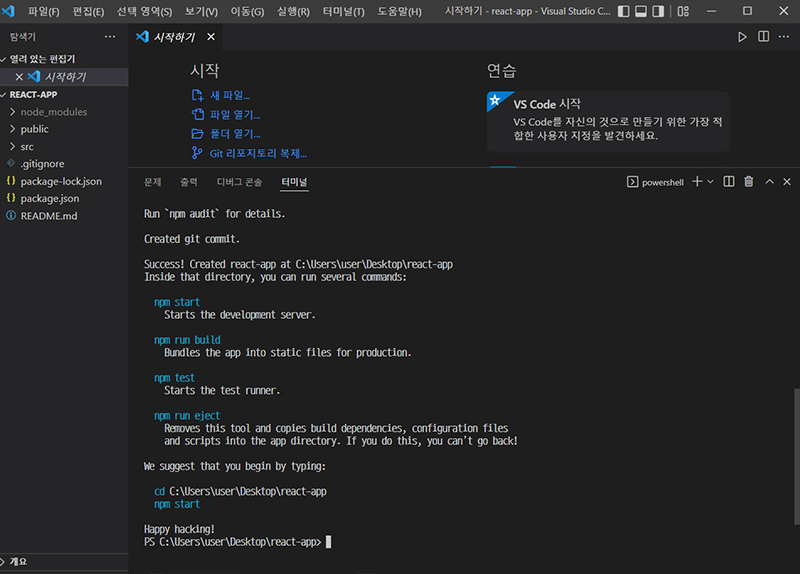 파일(F) 편집(E) 선택 영역(S) 보기(V) 이동(G) 실행(R) 터미널(T) 도움말(H) 시작하기 - react-app - Visual Studio C...
탐색기 ...
시작하기
열려 있는 편집기
시작하기
REACT-APP
node_modules
public
src
.gitignore
package-lock.json
package.json
README.md
개요
시작
새 파일...
파일 열기...
폴더 열기...
Git 리포지토리 복제...
연습
VS Code 시작
VS Code를 자신의 것으로 만들기 위한 가장 적
합한 사용자 지정을 발견하세요.
문제 출력 디버그 콘솔 터미널 powershell
Run `npm audit` for details.
Created git commit.
Success! Created react-app at C:\Users\user\Desktop\react-app
Inside that directory, you can run several commands:
npm start
Starts the development server.
npm run build
Bundles the app into static files for production.
npm test
Starts the test runner.
npm run eject
Removes this tool and copies build dependencies, configuration files
and scripts into the app directory. If you do this, you can't go back!
We suggest that you begin by typing:
cd C:\Users\user\Desktop\react-app
npm start
Happy hacking!
PS C:\Users\user\Desktop\react-app>